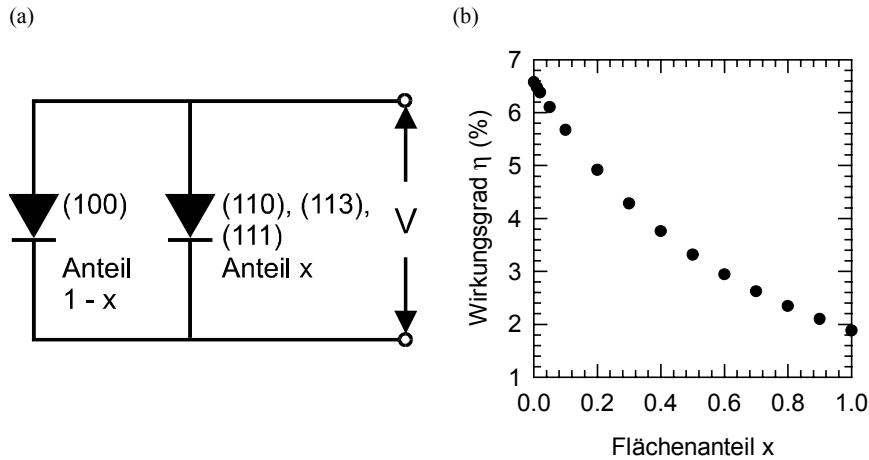 (a)
(100)
Anteil
1 - x
(110), (113),
(111)
Anteil x
V
(b)
Wirkungsgrad η (%)
7
6
5
4
3
2
1
0.0 0.2 0.4 0.6 0.8 1.0
Flächenanteil x